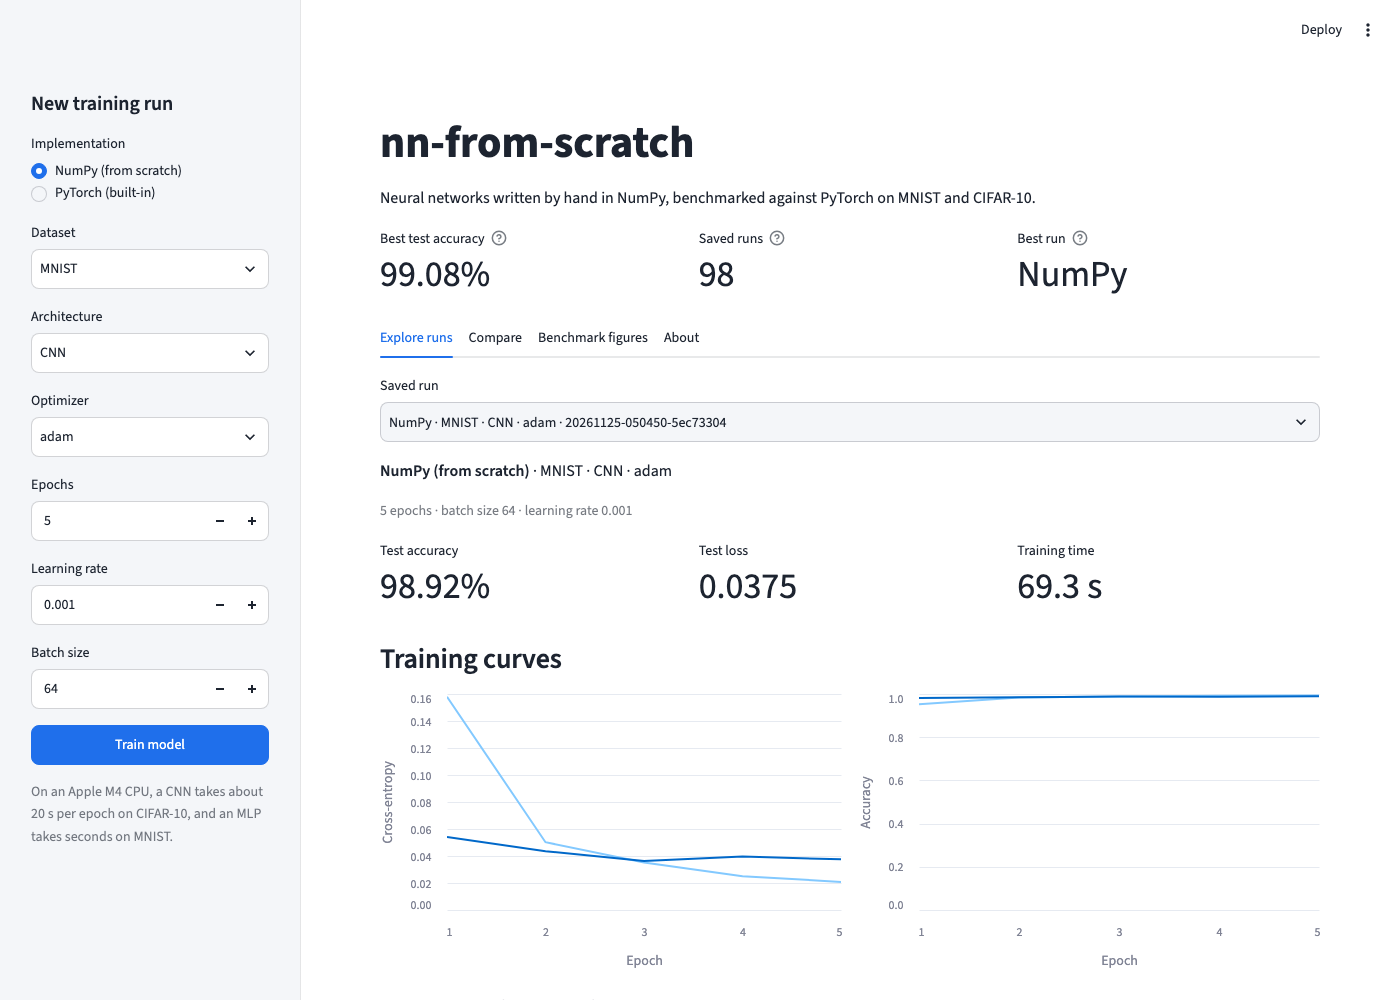 Deploy
New training run
Implementation
NumPy (from scratch)
PyTorch (built-in)
Dataset
MNIST
Architecture
CNN
Optimizer
adam
Epochs
5
Learning rate
0.001
Batch size
64
Train model
On an Apple M4 CPU, a CNN takes about
20 s per epoch on CIFAR-10, and an MLP
takes seconds on MNIST.
nn-from-scratch
Neural networks written by hand in NumPy, benchmarked against PyTorch on MNIST and CIFAR-10.
Best test accuracy
99.08%
Saved runs
98
Best run
NumPy
Explore runs Compare Benchmark figures About
Saved run
NumPy · MNIST · CNN · adam · 20261125-050450-5ec73304
NumPy (from scratch) · MNIST · CNN · adam
5 epochs · batch size 64 · learning rate 0.001
Test accuracy
98.92%
Test loss
0.0375
Training time
69.3 s
Training curves
Cross-entropy
0.16
0.14
0.12
0.10
0.08
0.06
0.04
0.02
0.00
1 2 3 4 5
Epoch
Accuracy
1.0
0.8
0.6
0.4
0.2
0.0
1 2 3 4 5
Epoch